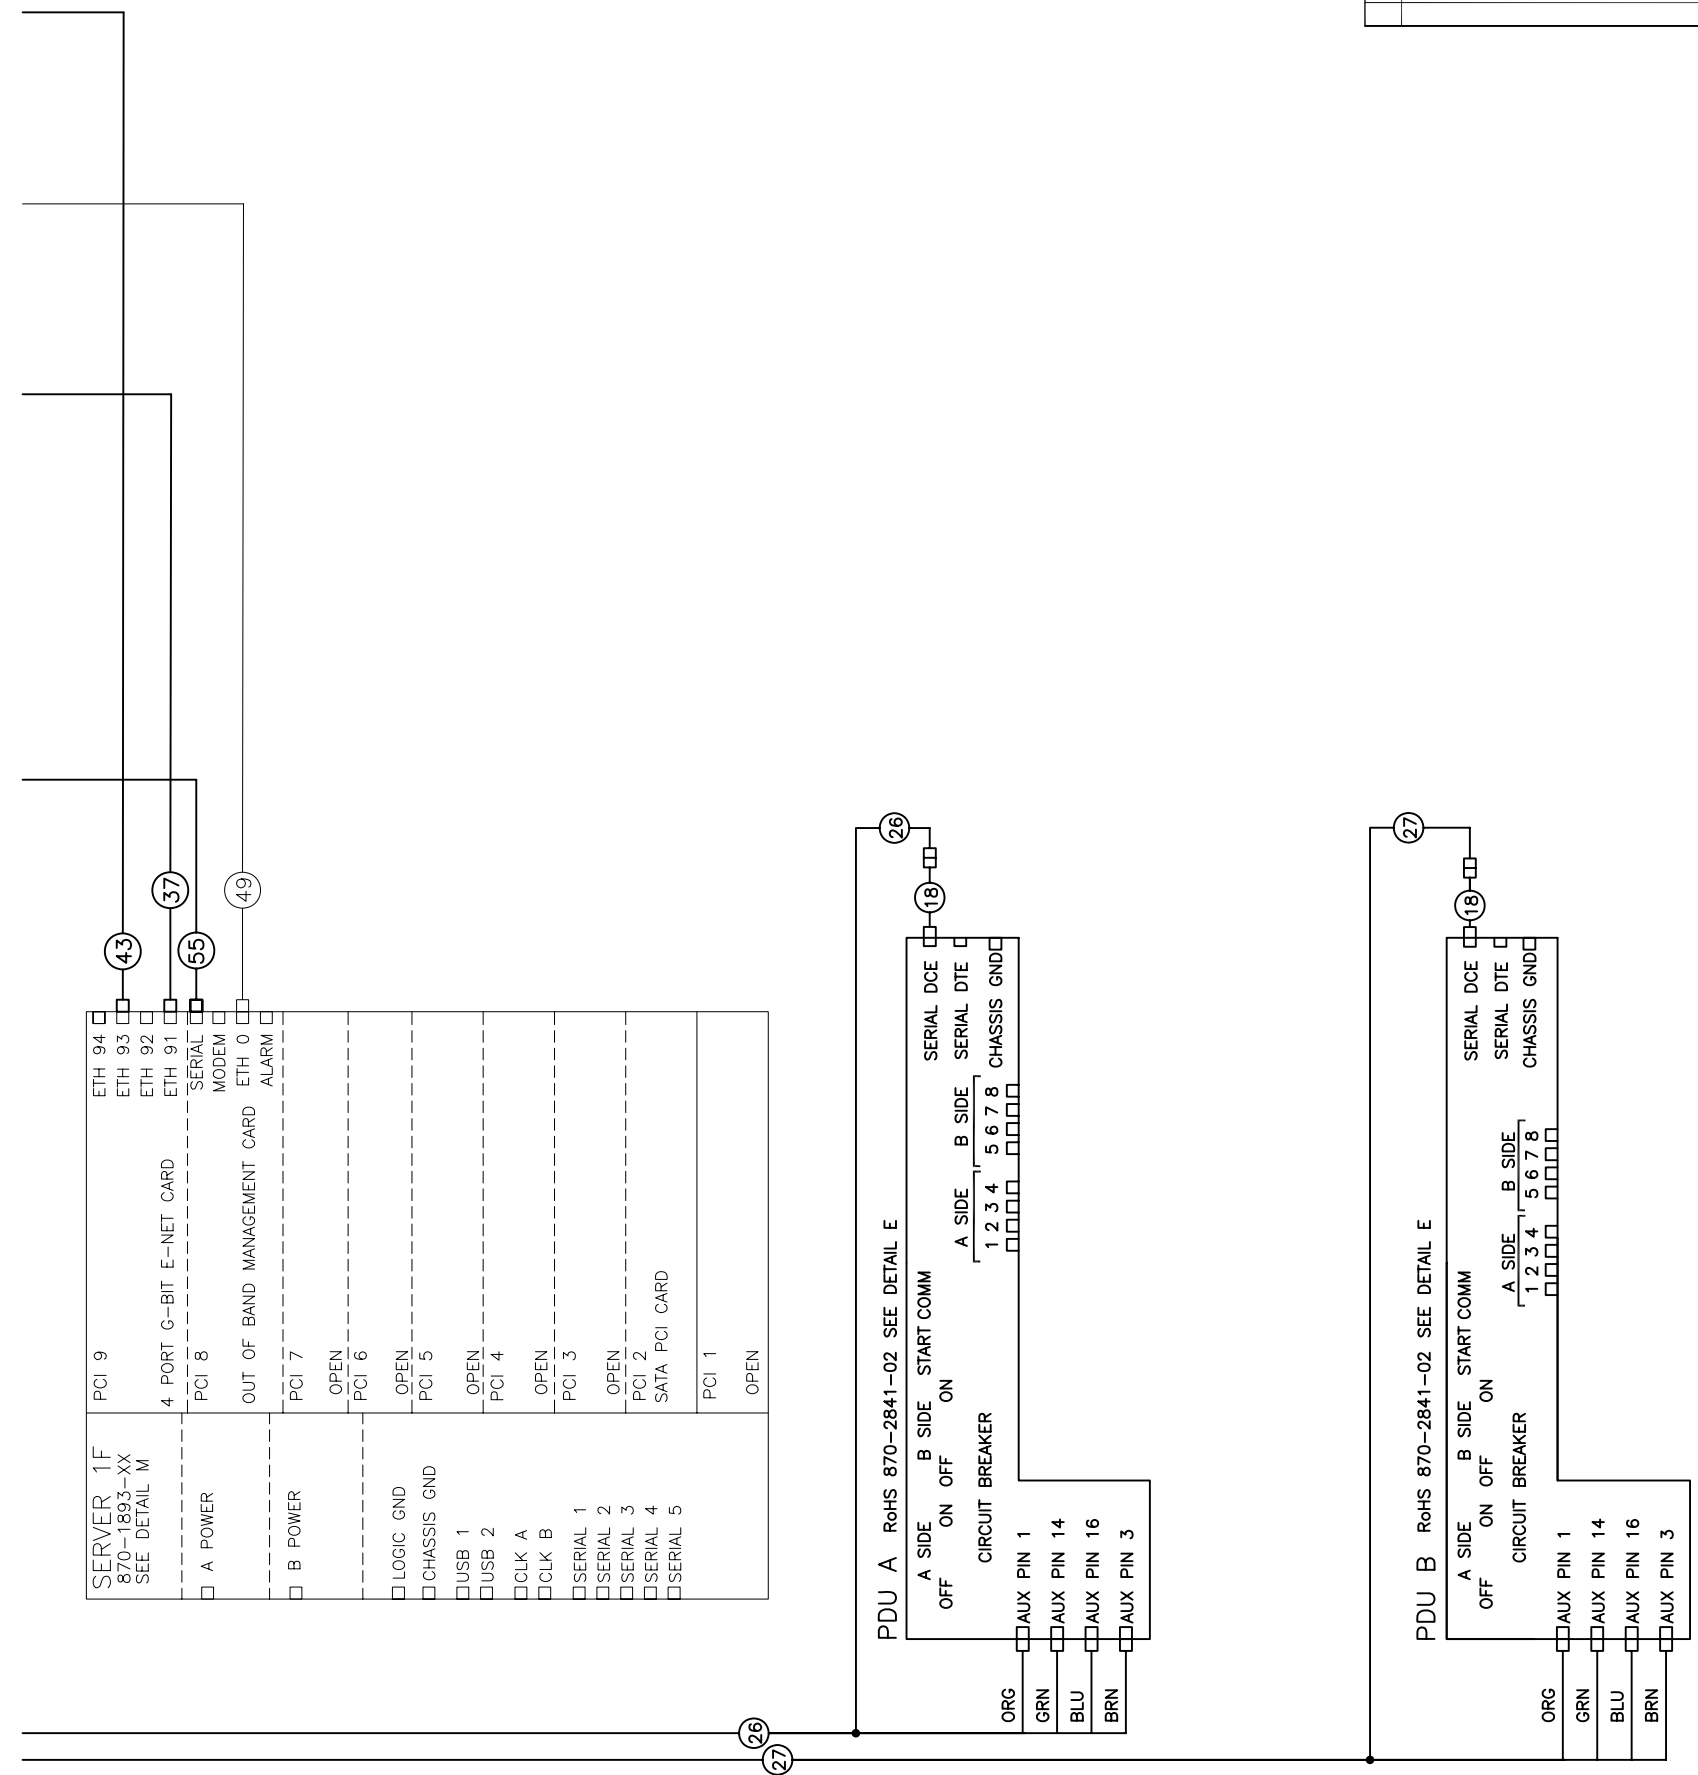 43
37
55
49
SERVER 1F
870-1893-XX
SEE DETAIL M
A POWER
B POWER
LOGIC GND
CHASSIS GND
USB 1
USB 2
CLK A
CLK B
SERIAL 1
SERIAL 2
SERIAL 3
SERIAL 4
SERIAL 5
PCI 9
4 PORT G-BIT E-NET CARD
ETH 94
ETH 93
ETH 92
ETH 91
PCI 8
OUT OF BAND MANAGEMENT CARD
SERIAL
MODEM
ETH 0
ALARM
PCI 7
OPEN
PCI 6
OPEN
PCI 5
OPEN
PCI 4
OPEN
PCI 3
OPEN
PCI 2
SATA PCI CARD
PCI 1
OPEN
26
18
PDU A RoHS 870-2841-02 SEE DETAIL E
A SIDE B SIDE START COMM
OFF ON OFF ON
CIRCUIT BREAKER
A SIDE B SIDE
1 2 3 4 5 6 7 8
SERIAL DCE
SERIAL DTE
CHASSIS GND
AUX PIN 1
AUX PIN 14
AUX PIN 16
AUX PIN 3
ORG
GRN
BLU
BRN
26
27
27
18
PDU B RoHS 870-2841-02 SEE DETAIL E
A SIDE B SIDE START COMM
OFF ON OFF ON
CIRCUIT BREAKER
A SIDE B SIDE
1 2 3 4 5 6 7 8
SERIAL DCE
SERIAL DTE
CHASSIS GND
AUX PIN 1
AUX PIN 14
AUX PIN 16
AUX PIN 3
ORG
GRN
BLU
BRN